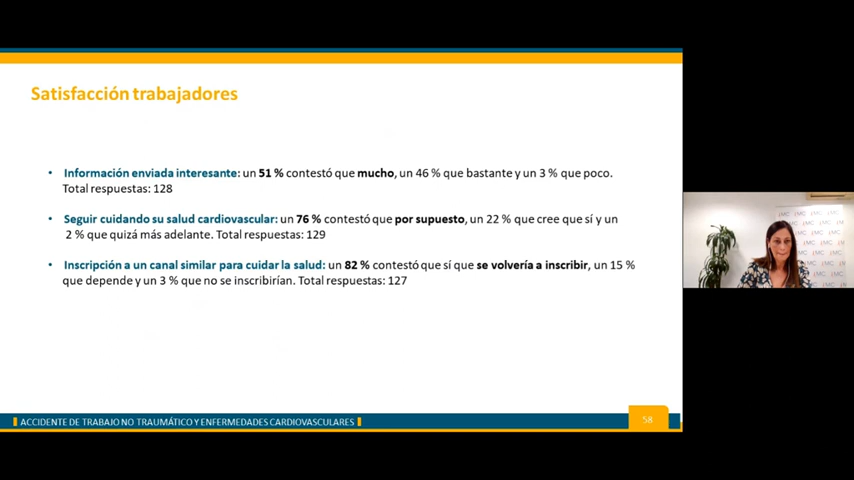 Satisfacción trabajadores
• Información enviada interesante: un 51 % contestó que mucho, un 46 % que bastante y un 3 % que poco.
Total respuestas: 128
• Seguir cuidando su salud cardiovascular: un 76 % contestó que por supuesto, un 22 % que cree que sí y un
2 % que quizá más adelante. Total respuestas: 129
• Inscripción a un canal similar para cuidar la salud: un 82 % contestó que sí que se volvería a inscribir, un 15 %
que depende y un 3 % que no se inscribirían. Total respuestas: 127
ACCIDENTE DE TRABAJO NO TRAUMÁTICO Y ENFERMEDADES CARDIOVASCULARES
58